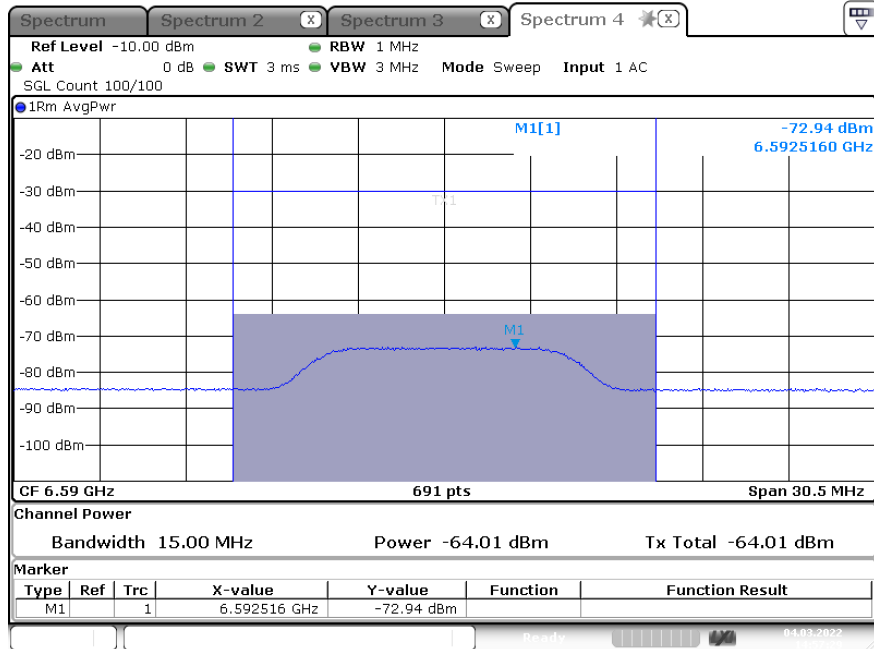 Spectrum Spectrum 2 X Spectrum 3 X Spectrum 4 X
Ref Level -10.00 dBm RBW 1 MHz
Att 0 dB SWT 3 ms VBW 3 MHz Mode Sweep Input 1 AC
SGL Count 100/100
1Rm AvgPwr
M1[1] -72.94 dBm
6.5925160 GHz
-20 dBm
-30 dBm
TX1
-40 dBm
-50 dBm
-60 dBm
M1
-70 dBm
-80 dBm
-90 dBm
-100 dBm
CF 6.59 GHz 691 pts Span 30.5 MHz
Channel Power
Bandwidth 15.00 MHz Power -64.01 dBm Tx Total -64.01 dBm
Marker
Type Ref Trc X-value Y-value Function Function Result
M1 1 6.592516 GHz -72.94 dBm
Ready 04.03.2022